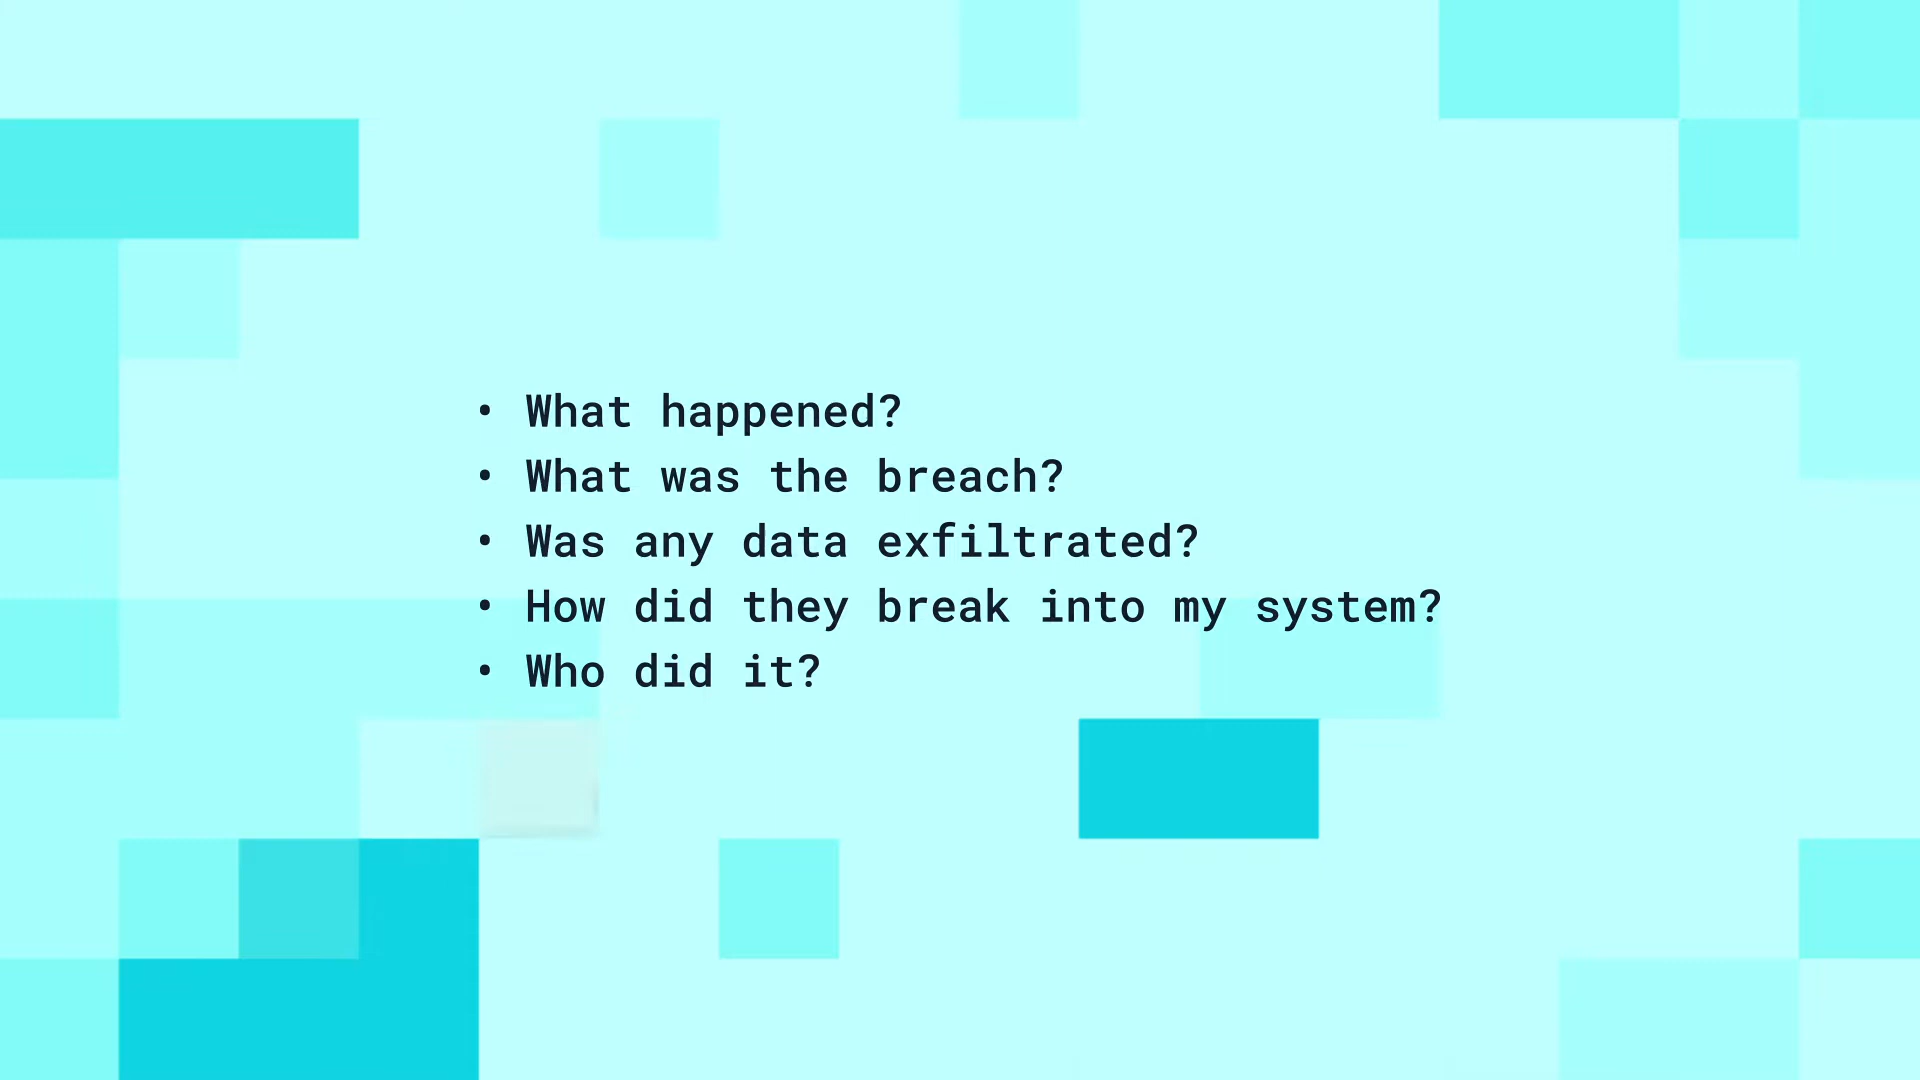 • What happened?
• What was the breach?
• Was any data exfiltrated?
• How did they break into my system?
• Who did it?